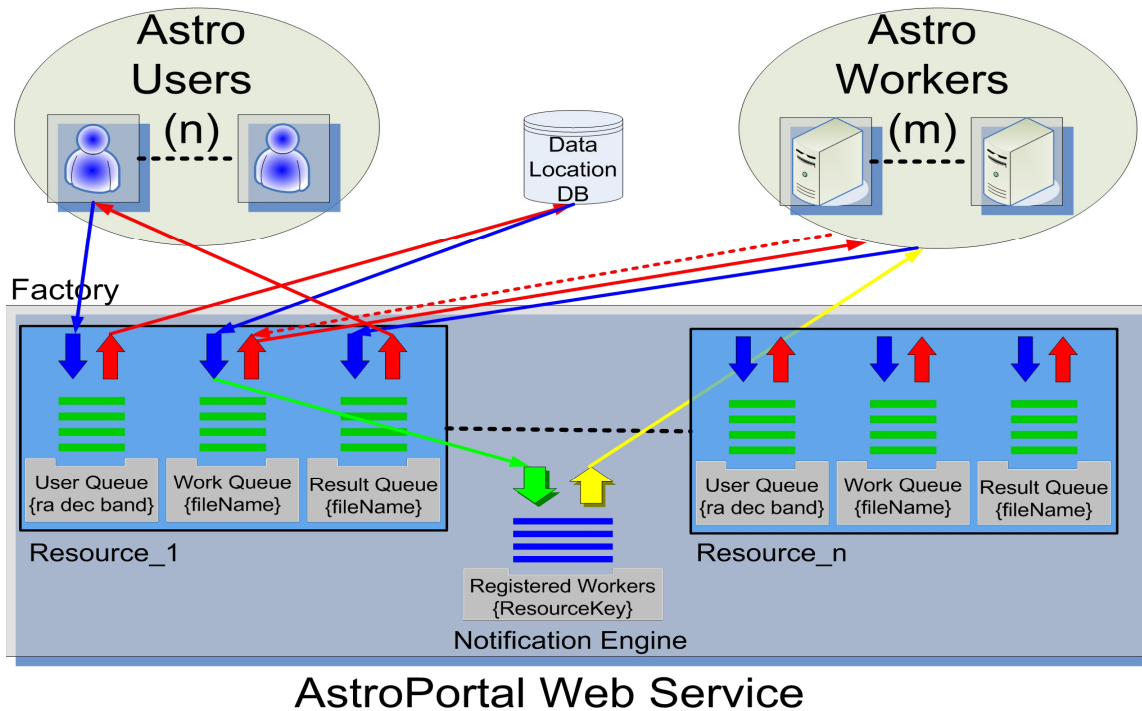 Astro
Users
(n)
Data
Location
DB
Astro
Workers
(m)
Factory
User Queue
{ra dec band}
Work Queue
{fileName}
Result Queue
{fileName}
Resource_1
User Queue
{ra dec band}
Work Queue
{fileName}
Result Queue
{fileName}
Resource_n
Registered Workers
{ResourceKey}
Notification Engine
AstroPortal Web Service